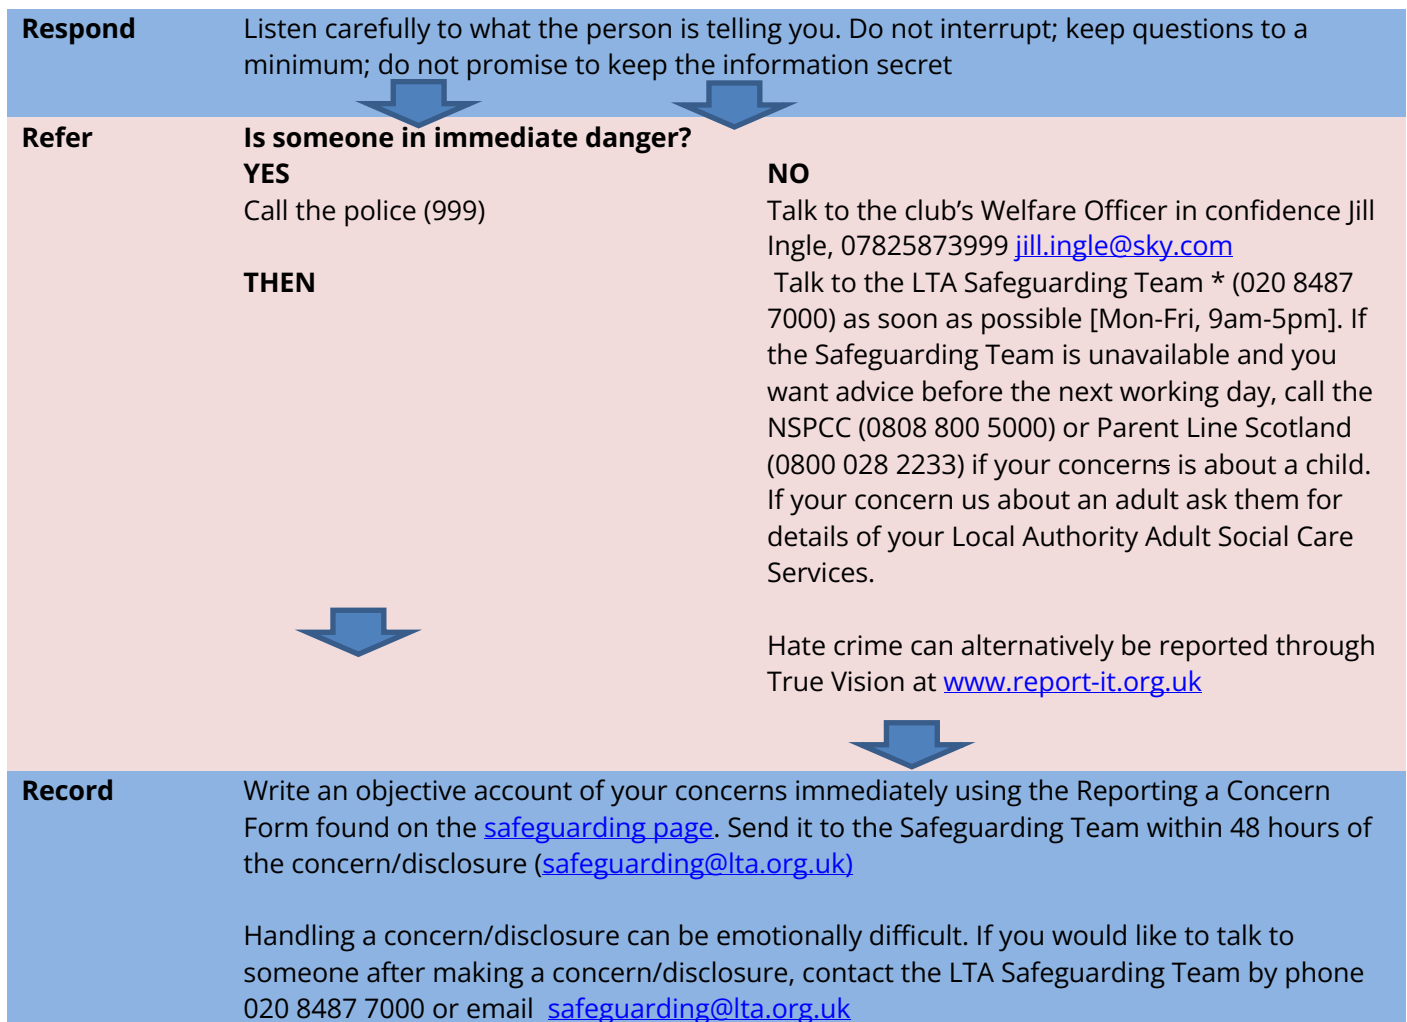 Respond
Listen carefully to what the person is telling you. Do not interrupt; keep questions to a
minimum; do not promise to keep the information secret
Refer
Is someone in immediate danger?
YES
Call the police (999)
THEN
NO
Talk to the club's Welfare Officer in confidence Jill
Ingle, 07825873999 jill.ingle@sky.com
Talk to the LTA Safeguarding Team * (020 8487
7000) as soon as possible [Mon-Fri, 9am-5pm]. If
the Safeguarding Team is unavailable and you
want advice before the next working day, call the
NSPCC (0808 800 5000) or Parent Line Scotland
(0800 028 2233) if your concerns is about a child.
If your concern us about an adult ask them for
details of your Local Authority Adult Social Care
Services.
Hate crime can alternatively be reported through
True Vision at www.report-it.org.uk
Record
Write an objective account of your concerns immediately using the Reporting a Concern
Form found on the safeguarding page. Send it to the Safeguarding Team within 48 hours of
the concern/disclosure (safeguarding@lta.org.uk)
Handling a concern/disclosure can be emotionally difficult. If you would like to talk to
someone after making a concern/disclosure, contact the LTA Safeguarding Team by phone
020 8487 7000 or email safeguarding@lta.org.uk